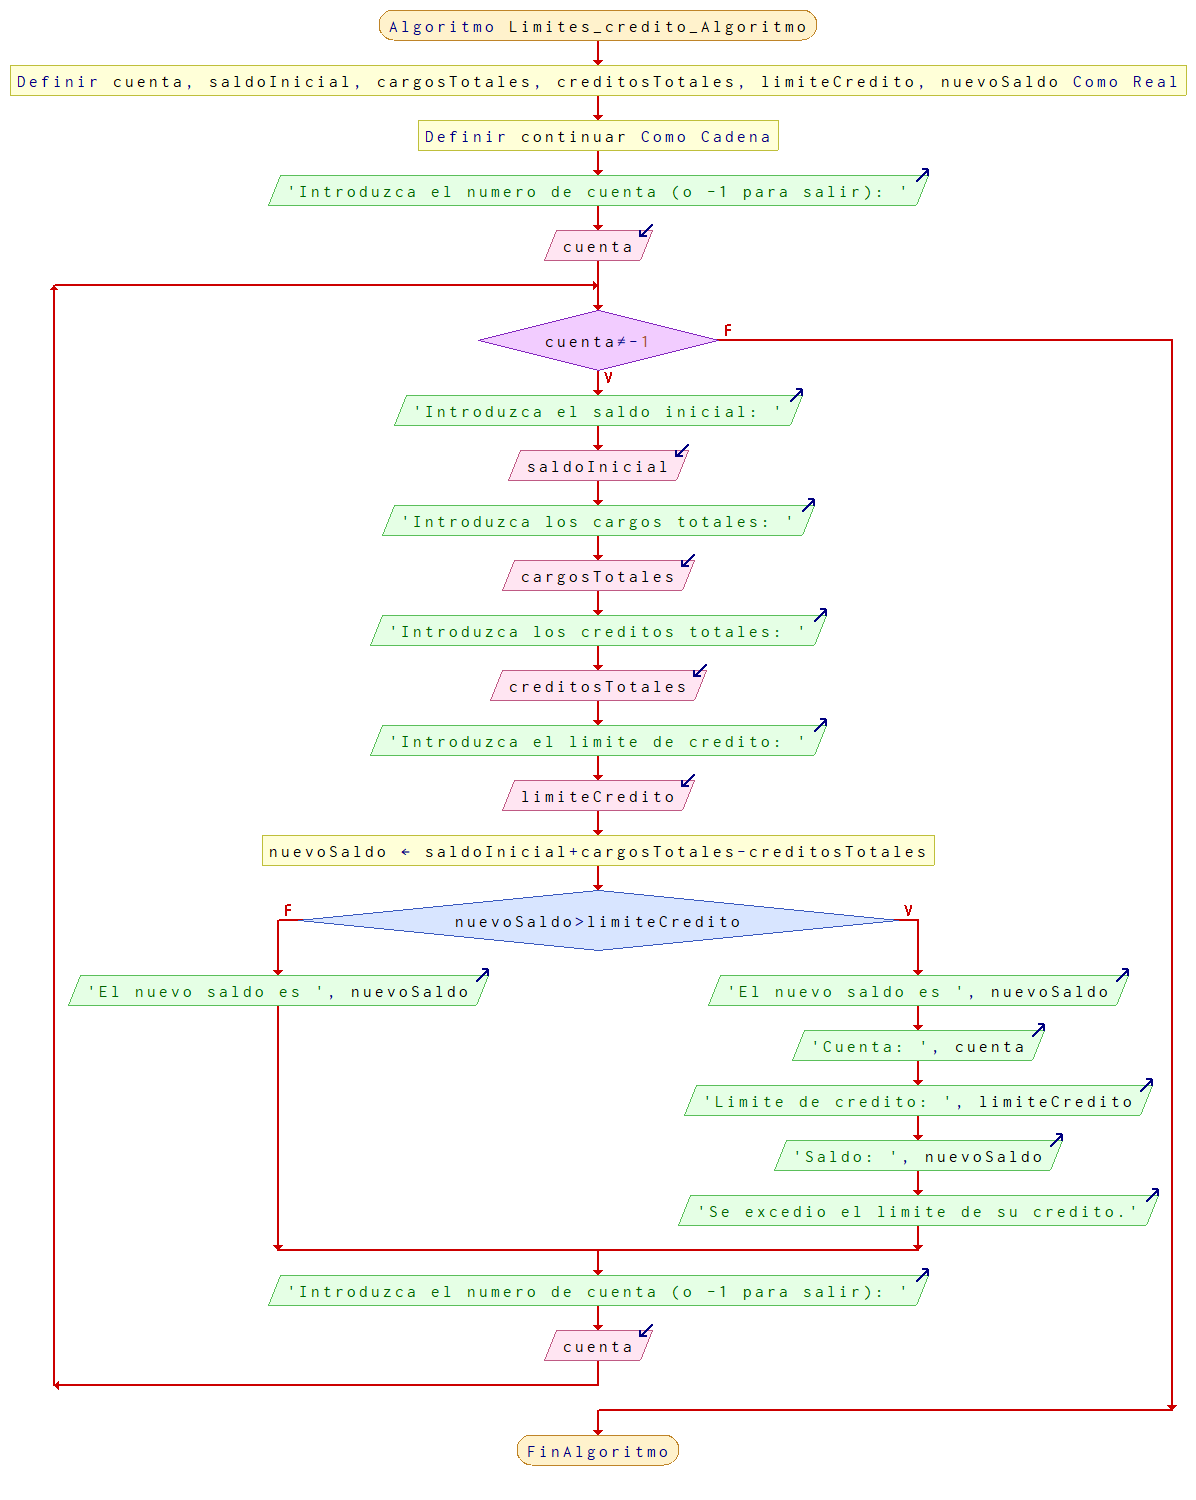 Algoritmo Limites_credito_Algoritmo
Definir cuenta, saldoInicial, cargosTotales, creditosTotales, limiteCredito, nuevoSaldo Como Real
Definir continuar Como Cadena
'Introduzca el numero de cuenta (o -1 para salir): '
cuenta
cuenta≠-1
F
V
'Introduzca el saldo inicial: '
saldoInicial
'Introduzca los cargos totales: '
cargosTotales
'Introduzca los creditos totales: '
creditosTotales
'Introduzca el limite de credito: '
limiteCredito
nuevoSaldo ← saldoInicial+cargosTotales-creditosTotales
nuevoSaldo>limiteCredito
F
V
'El nuevo saldo es ', nuevoSaldo
'El nuevo saldo es ', nuevoSaldo
'Cuenta: ', cuenta
'Limite de credito: ', limiteCredito
'Saldo: ', nuevoSaldo
'Se excedio el limite de su credito.'
'Introduzca el numero de cuenta (o -1 para salir): '
cuenta
FinAlgoritmo